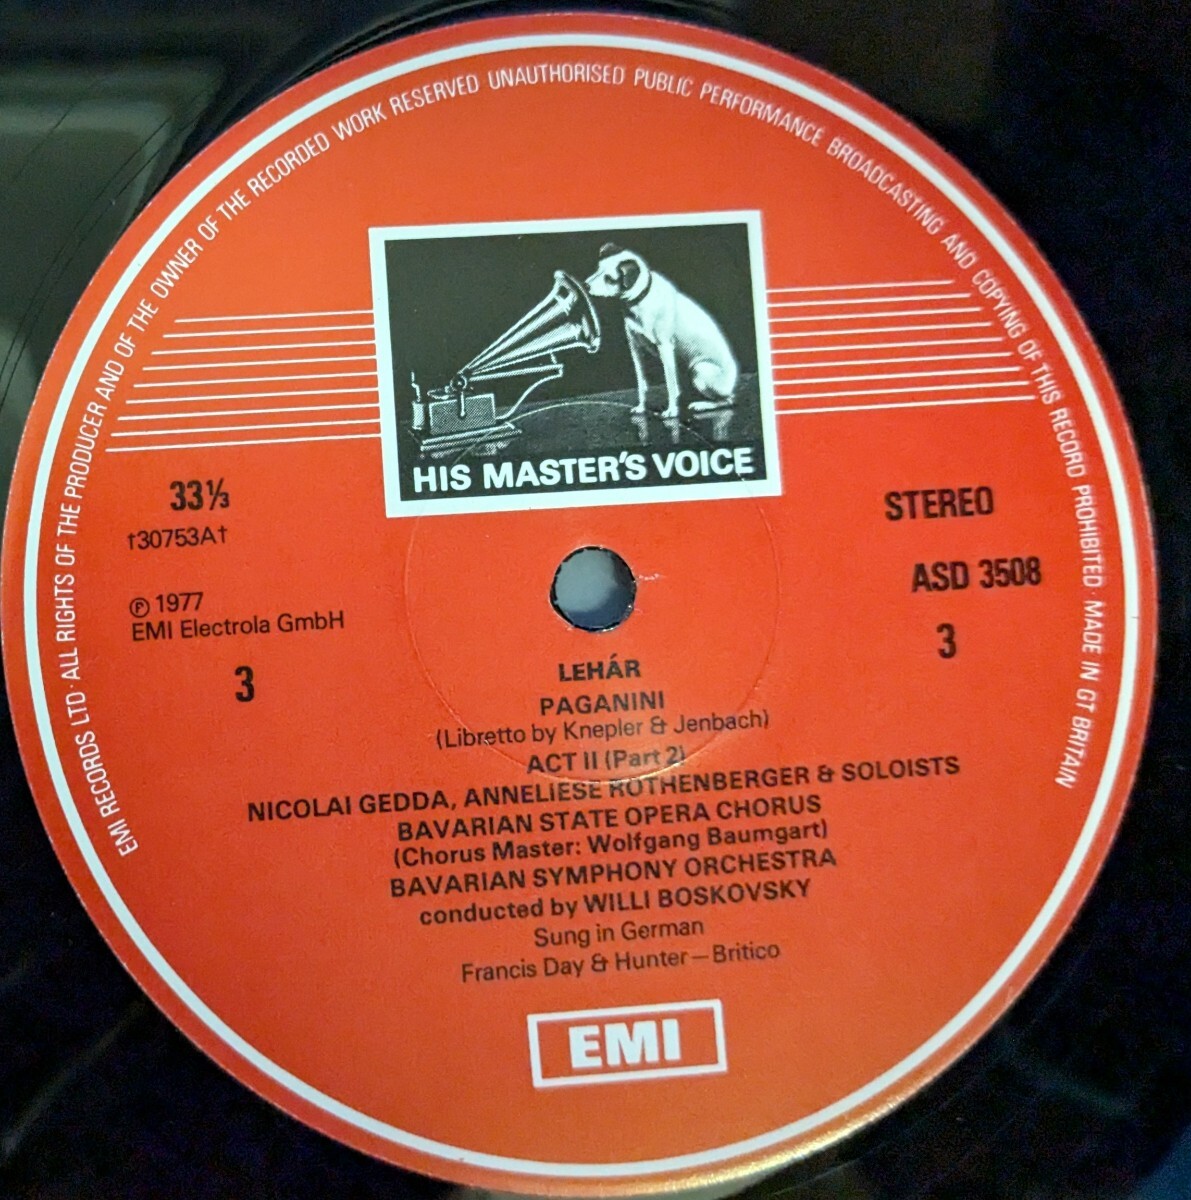 EMI RECORDS LTD · ALL RIGHTS OF THE PRODUCER AND OF THE OWNER OF THE RECORDED WORK RESERVED UNAUTHORISED PUBLIC PERFORMANCE BROADCASTING AND COPYING OF THIS RECORD PROHIBITED · MADE IN GT BRITAIN
HIS MASTER'S VOICE
33⅓
†30753A†
STEREO
ASD 3508
℗ 1977
EMI Electrola GmbH
3
3
LEHÁR
PAGANINI
(Libretto by Knepler & Jenbach)
ACT II (Part 2)
NICOLAI GEDDA, ANNELIESE ROTHENBERGER & SOLOISTS
BAVARIAN STATE OPERA CHORUS
(Chorus Master: Wolfgang Baumgart)
BAVARIAN SYMPHONY ORCHESTRA
conducted by WILLI BOSKOVSKY
Sung in German
Francis Day & Hunter—Britico
EMI